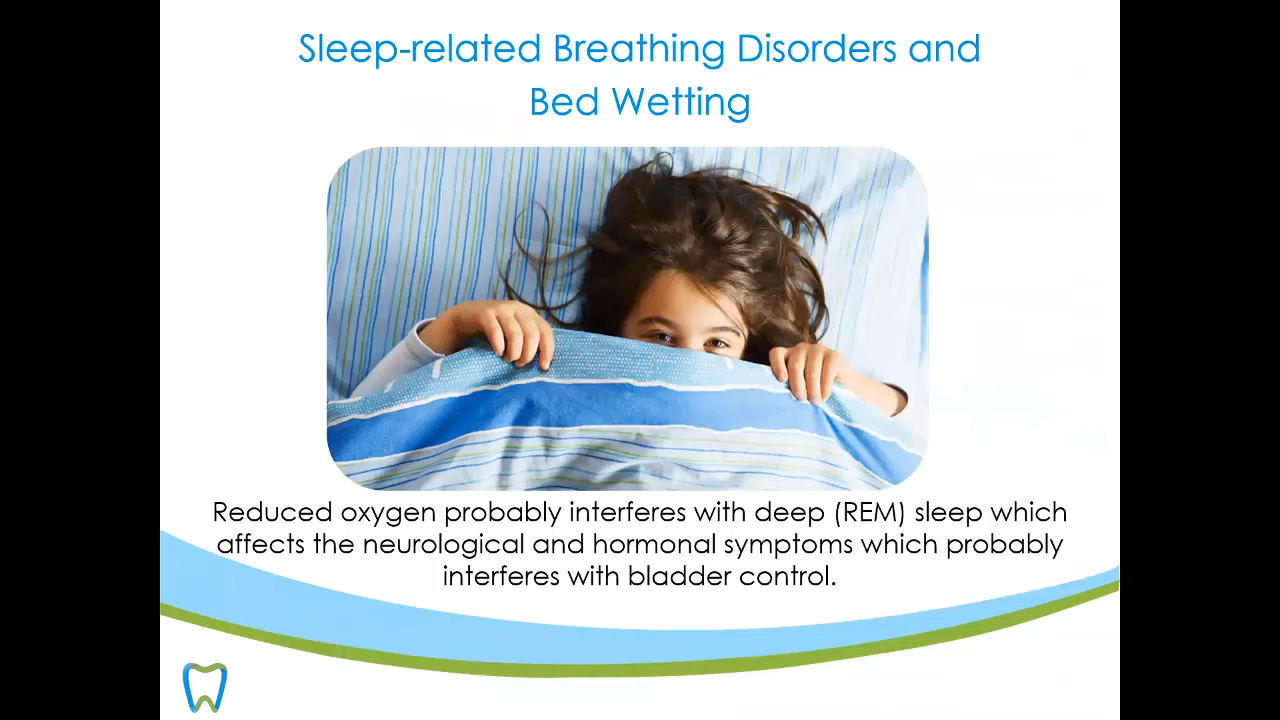 Sleep-related Breathing Disorders and
Bed Wetting
Reduced oxygen probably interferes with deep (REM) sleep which
affects the neurological and hormonal symptoms which probably
interferes with bladder control.